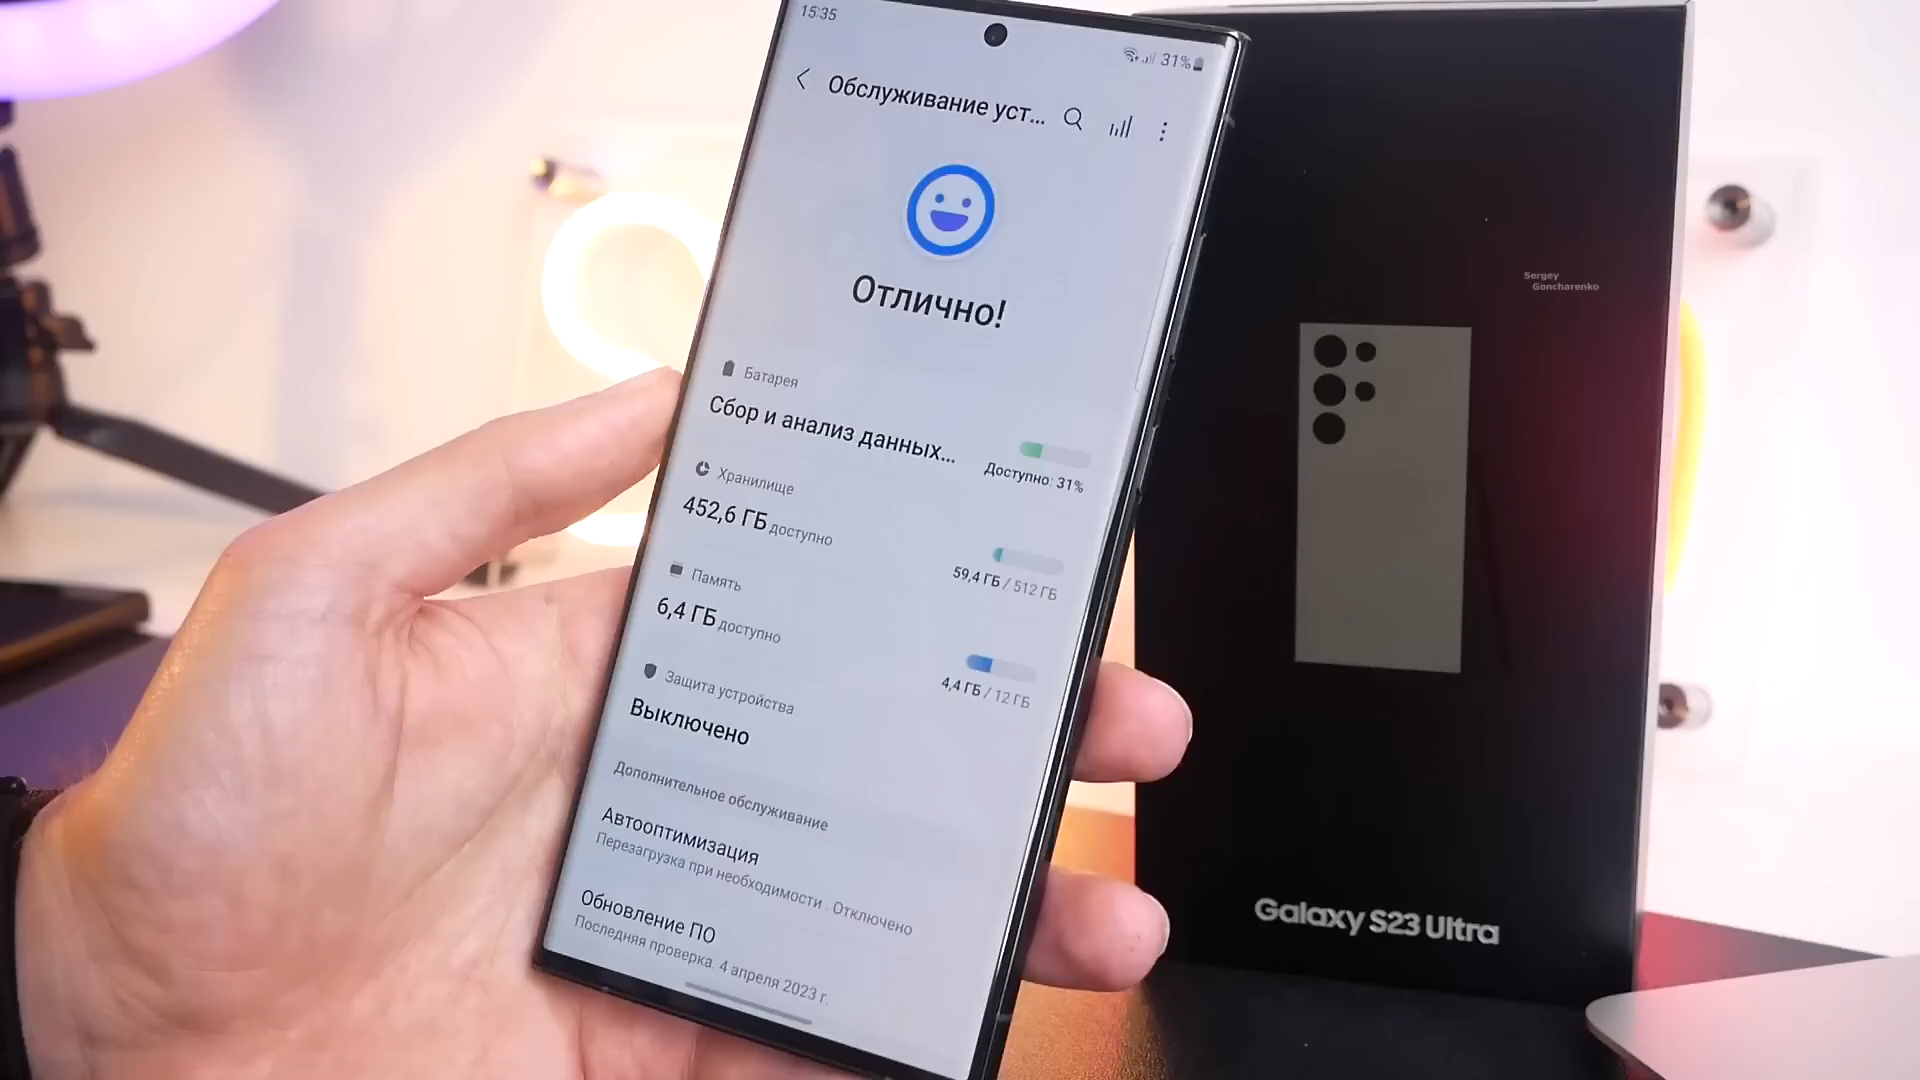 15:35
31%
Обслуживание уст...
Отлично!
Батарея
Сбор и анализ данных...
Доступно: 31%
Хранилище
452,6 ГБ доступно
59,4 ГБ / 512 ГБ
Память
6,4 ГБ доступно
4,4 ГБ / 12 ГБ
Защита устройства
Выключено
Дополнительное обслуживание
Автооптимизация
Перезагрузка при необходимости . Отключено
Обновление ПО
Последняя проверка. 4 апреля 2023 г.
Sergey
Goncharenko
Galaxy S23 Ultra